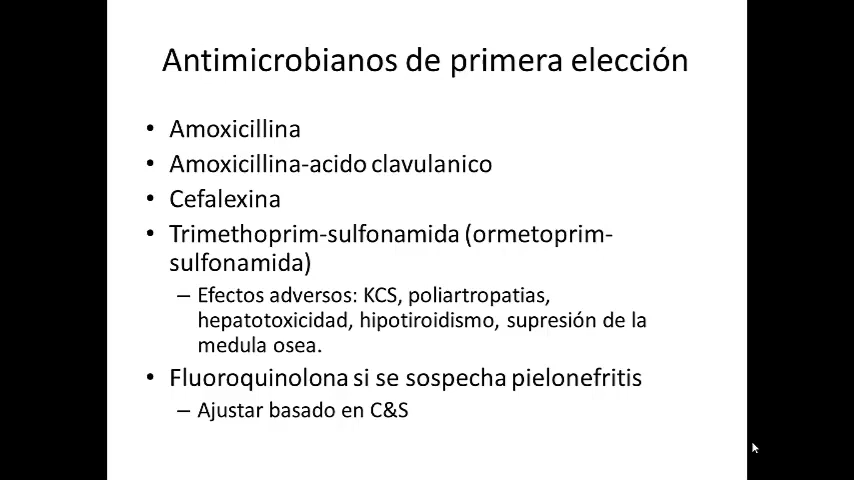 Antimicrobianos de primera elección
• Amoxicillina
• Amoxicillina-acido clavulanico
• Cefalexina
• Trimethoprim-sulfonamida (ormetoprim-
sulfonamida)
– Efectos adversos: KCS, poliartropatias,
hepatotoxicidad, hipotiroidismo, supresión de la
medula osea.
• Fluoroquinolona si se sospecha pielonefritis
– Ajustar basado en C&S